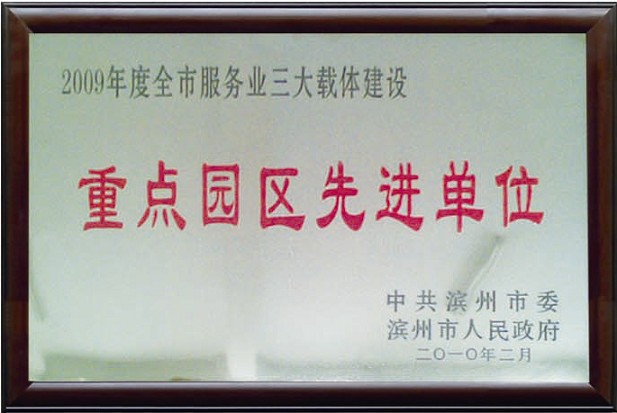 2009年度全市服务业三大载体建设
重点园区先进单位
中共滨州市委
滨州市人民政府
二〇一〇年二月